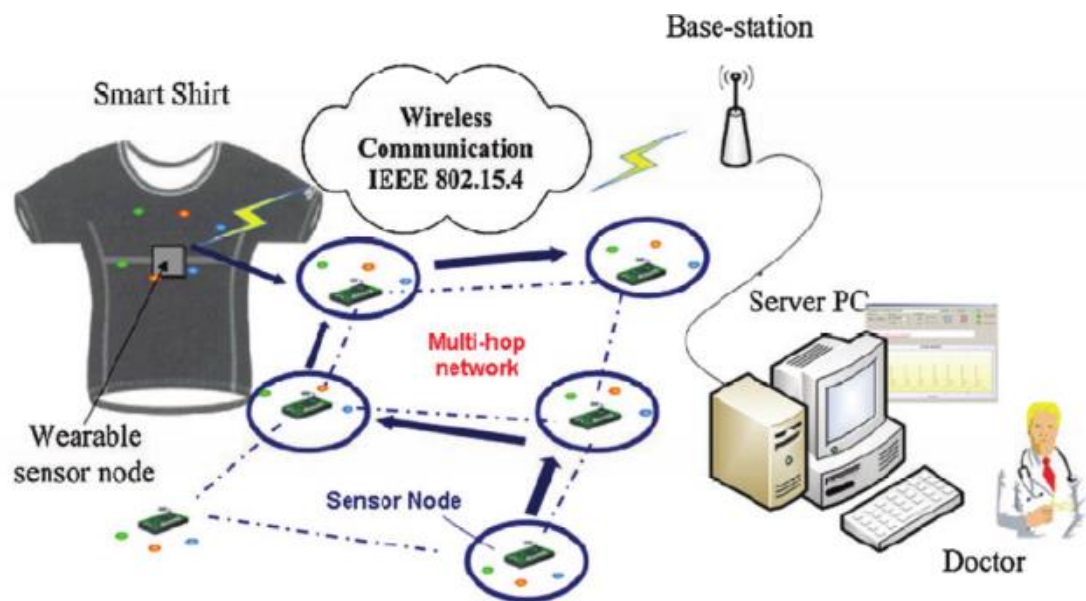 Base-station
Smart Shirt
Wireless
Communication
IEEE 802.15.4
Server PC
Multi-hop
network
Wearable
sensor node
Sensor Node
Doctor